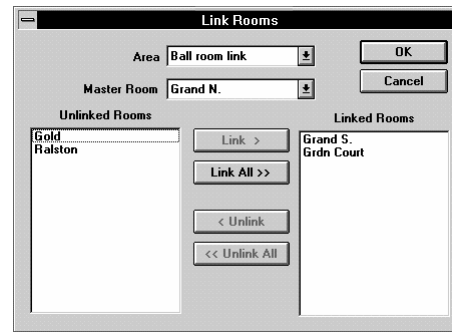 Link Rooms
Area Ball room link
OK
Master Room Grand N.
Cancel
Unlinked Rooms
Linked Rooms
Gold
Ralston
Link >
Link All >>
< Unlink
<< Unlink All
Grand S.
Grdn Court